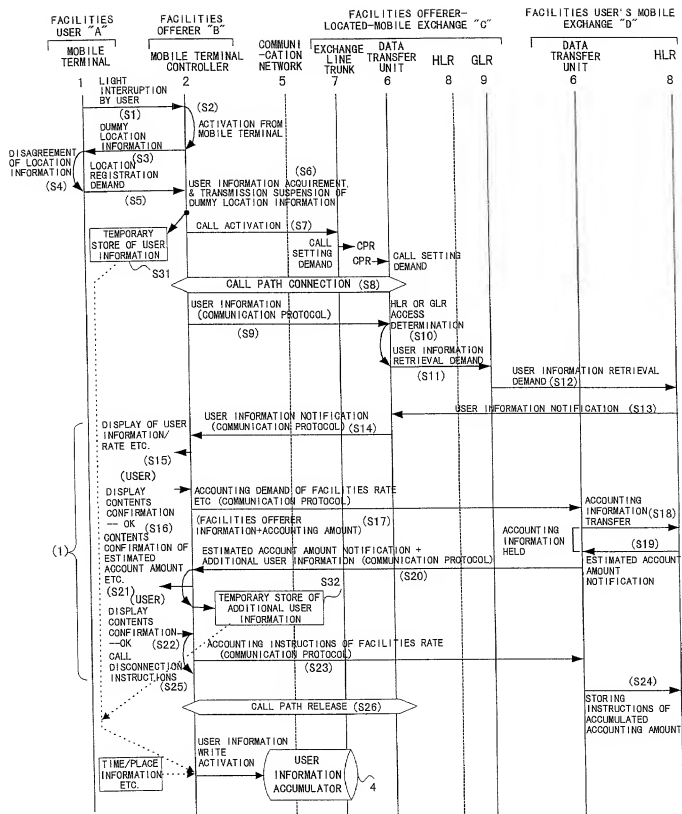 FACILITIES
USER "A"
FACILITIES
OFFERER "B"
FACILITIES OFFERER-
LOCATED-MOBILE EXCHANGE "C"
FACILITIES USER'S MOBILE
EXCHANGE "D"
MOBILE
TERMINAL
MOBILE TERMINAL
CONTROLLER
COMMUNI-
-CATION
NETWORK
EXCHANGE
LINE
TRUNK
DATA
TRANSFER
UNIT
HLR
GLR
DATA
TRANSFER
UNIT
HLR
1
2
5
7
6
8
9
6
8
LIGHT
INTERRUPTION
BY USER
(S1)
(S2)
ACTIVATION FROM
MOBILE TERMINAL
DUMMY
LOCATION
INFORMATION
(S3)
DISAGREEMENT
OF LOCATION
INFORMATION
(S4)
LOCATION
REGISTRATION
DEMAND
(S5)
(S6)
USER INFORMATION ACQUIREMENT,
& TRANSMISSION SUSPENSION OF
DUMMY LOCATION INFORMATION
TEMPORARY
STORE OF USER
INFORMATION
S31
CALL ACTIVATION (S7)
CALL
SETTING
DEMAND
CPR
CPR
CALL SETTING
DEMAND
CALL PATH CONNECTION (S8)
USER INFORMATION
(COMMUNICATION PROTOCOL)
(S9)
HLR OR GLR
ACCESS
DETERMINATION
(S10)
USER INFORMATION
RETRIEVAL DEMAND
(S11)
USER INFORMATION RETRIEVAL
DEMAND (S12)
USER INFORMATION NOTIFICATION (S13)
USER INFORMATION NOTIFICATION
(COMMUNICATION PROTOCOL) (S14)
DISPLAY OF USER
INFORMATION/
RATE ETC.
(S15)
(USER)
DISPLAY
CONTENTS
CONFIRMATION
-- OK (S16)
ACCOUNTING DEMAND OF FACILITIES RATE
ETC (COMMUNICATION PROTOCOL)
(S17)
(FACILITIES OFFERER
INFORMATION+ACCOUNTING AMOUNT)
ACCOUNTING
INFORMATION (S18)
TRANSFER
ACCOUNTING
INFORMATION
HELD
(S19)
ESTIMATED ACCOUNT
AMOUNT
NOTIFICATION
(1)
CONTENTS
CONFIRMATION OF
ESTIMATED
ACCOUNT AMOUNT
ETC.
(S21)
ESTIMATED ACCOUNT AMOUNT NOTIFICATION +
ADDITIONAL USER INFORMATION (COMMUNICATION PROTOCOL)
(S20)
S32
(USER)
TEMPORARY STORE OF
ADDITIONAL USER
INFORMATION
DISPLAY
CONTENTS
CONFIRMATION
--OK (S22)
ACCOUNTING INSTRUCTIONS OF FACILITIES RATE
(COMMUNICATION PROTOCOL)
(S23)
CALL
DISCONNECTION
INSTRUCTIONS
(S25)
(S24)
STORING
INSTRUCTIONS OF
ACCUMULATED
ACCOUNTING AMOUNT
CALL PATH RELEASE (S26)
TIME/PLACE
INFORMATION
ETC.
USER INFORMATION
WRITE
ACTIVATION
USER
INFORMATION
ACCUMULATOR
4